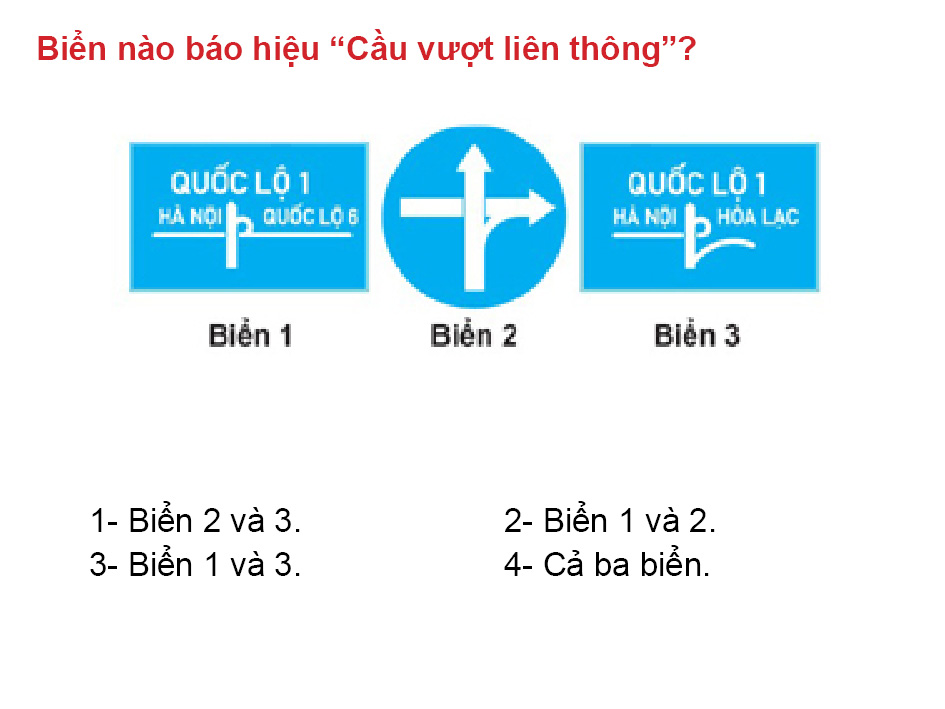 Biển nào báo hiệu “Cầu vượt liên thông”?
QUỐC LỘ 1
HÀ NỘI QUỐC LỘ 6
QUỐC LỘ 1
HÀ NỘI HÒA LẠC
Biển 1 Biển 2 Biển 3
1- Biển 2 và 3. 2- Biển 1 và 2.
3- Biển 1 và 3. 4- Cả ba biển.